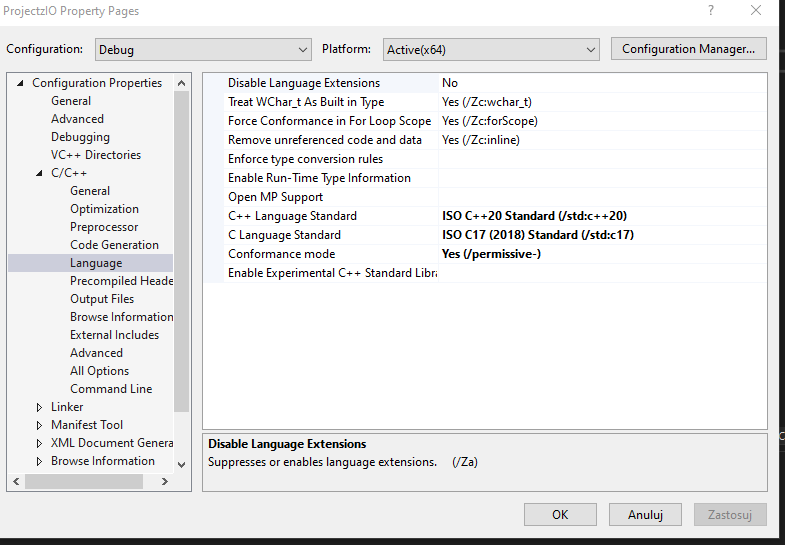 ProjectzIO Property Pages
? ×
Configuration: Debug Platform: Active(x64) Configuration Manager...
Configuration Properties
General
Advanced
Debugging
VC++ Directories
C/C++
General
Optimization
Preprocessor
Code Generation
Language
Precompiled Heade
Output Files
Browse Information
External Includes
Advanced
All Options
Command Line
Linker
Manifest Tool
XML Document Genera
Browse Information
Disable Language Extensions No
Treat WChar_t As Built in Type Yes (/Zc:wchar_t)
Force Conformance in For Loop Scope Yes (/Zc:forScope)
Remove unreferenced code and data Yes (/Zc:inline)
Enforce type conversion rules
Enable Run-Time Type Information
Open MP Support
C++ Language Standard ISO C++20 Standard (/std:c++20)
C Language Standard ISO C17 (2018) Standard (/std:c17)
Conformance mode Yes (/permissive-)
Enable Experimental C++ Standard Libra
Disable Language Extensions
Suppresses or enables language extensions. (/Za)
OK Anuluj Zastosuj